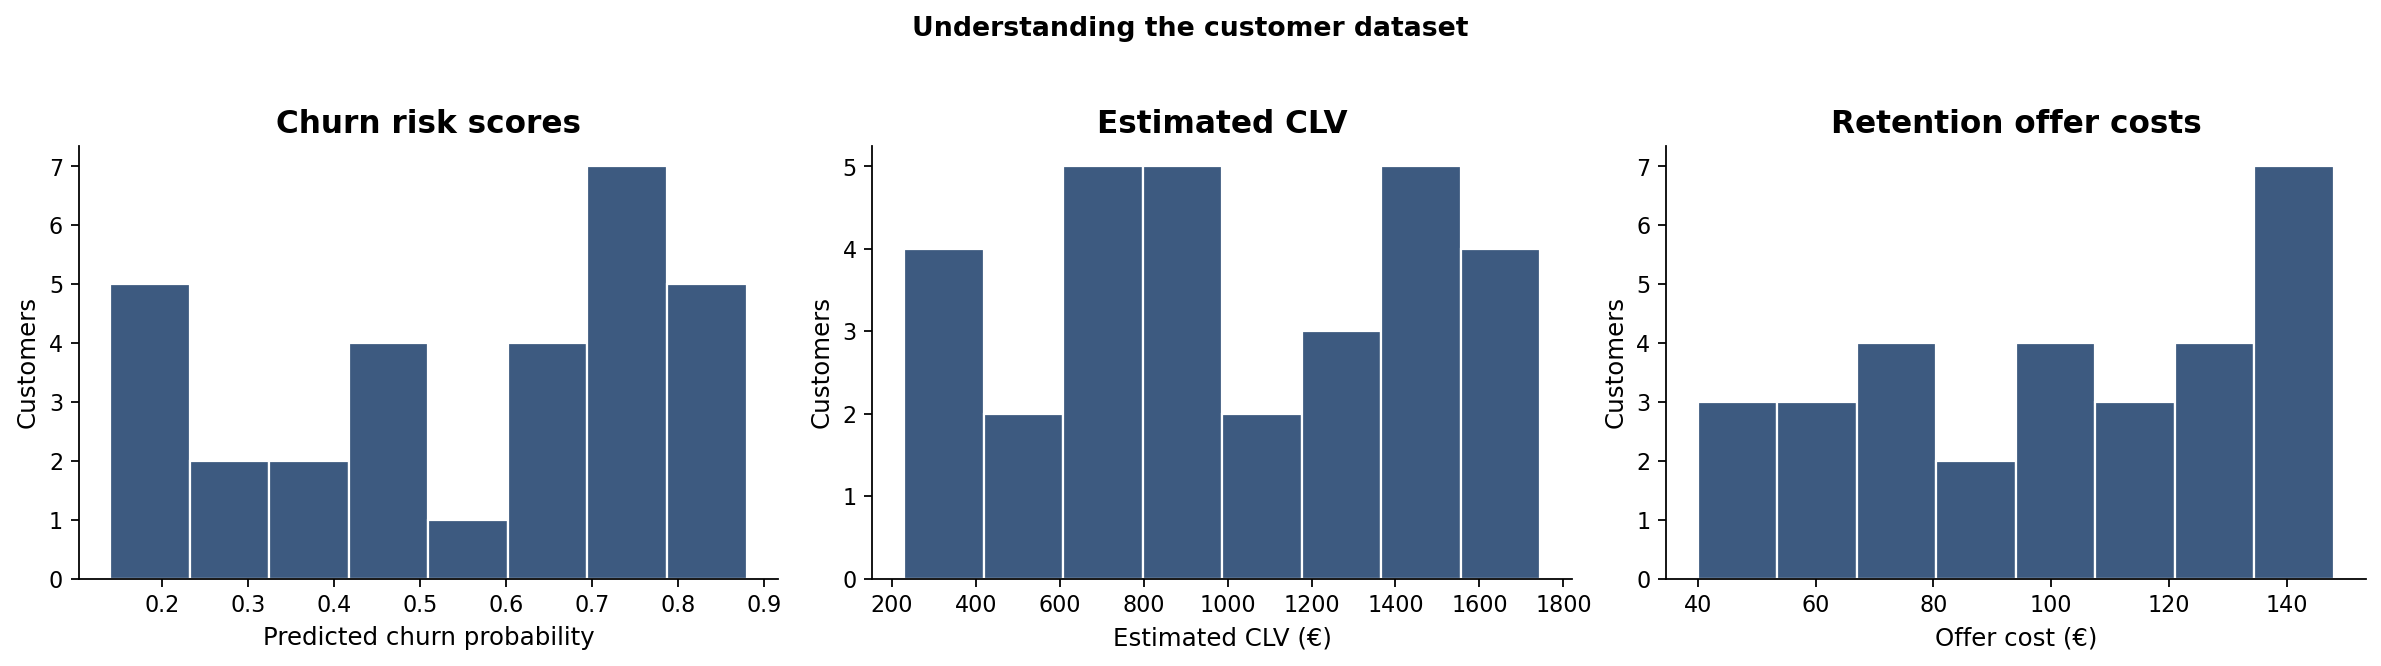 Understanding the customer dataset
Churn risk scores
7
6
5
4
3
2
1
0
Customers
0.2 0.3 0.4 0.5 0.6 0.7 0.8 0.9
Predicted churn probability
Estimated CLV
5
4
3
2
1
0
Customers
200 400 600 800 1000 1200 1400 1600 1800
Estimated CLV (€)
Retention offer costs
7
6
5
4
3
2
1
0
Customers
40 60 80 100 120 140
Offer cost (€)